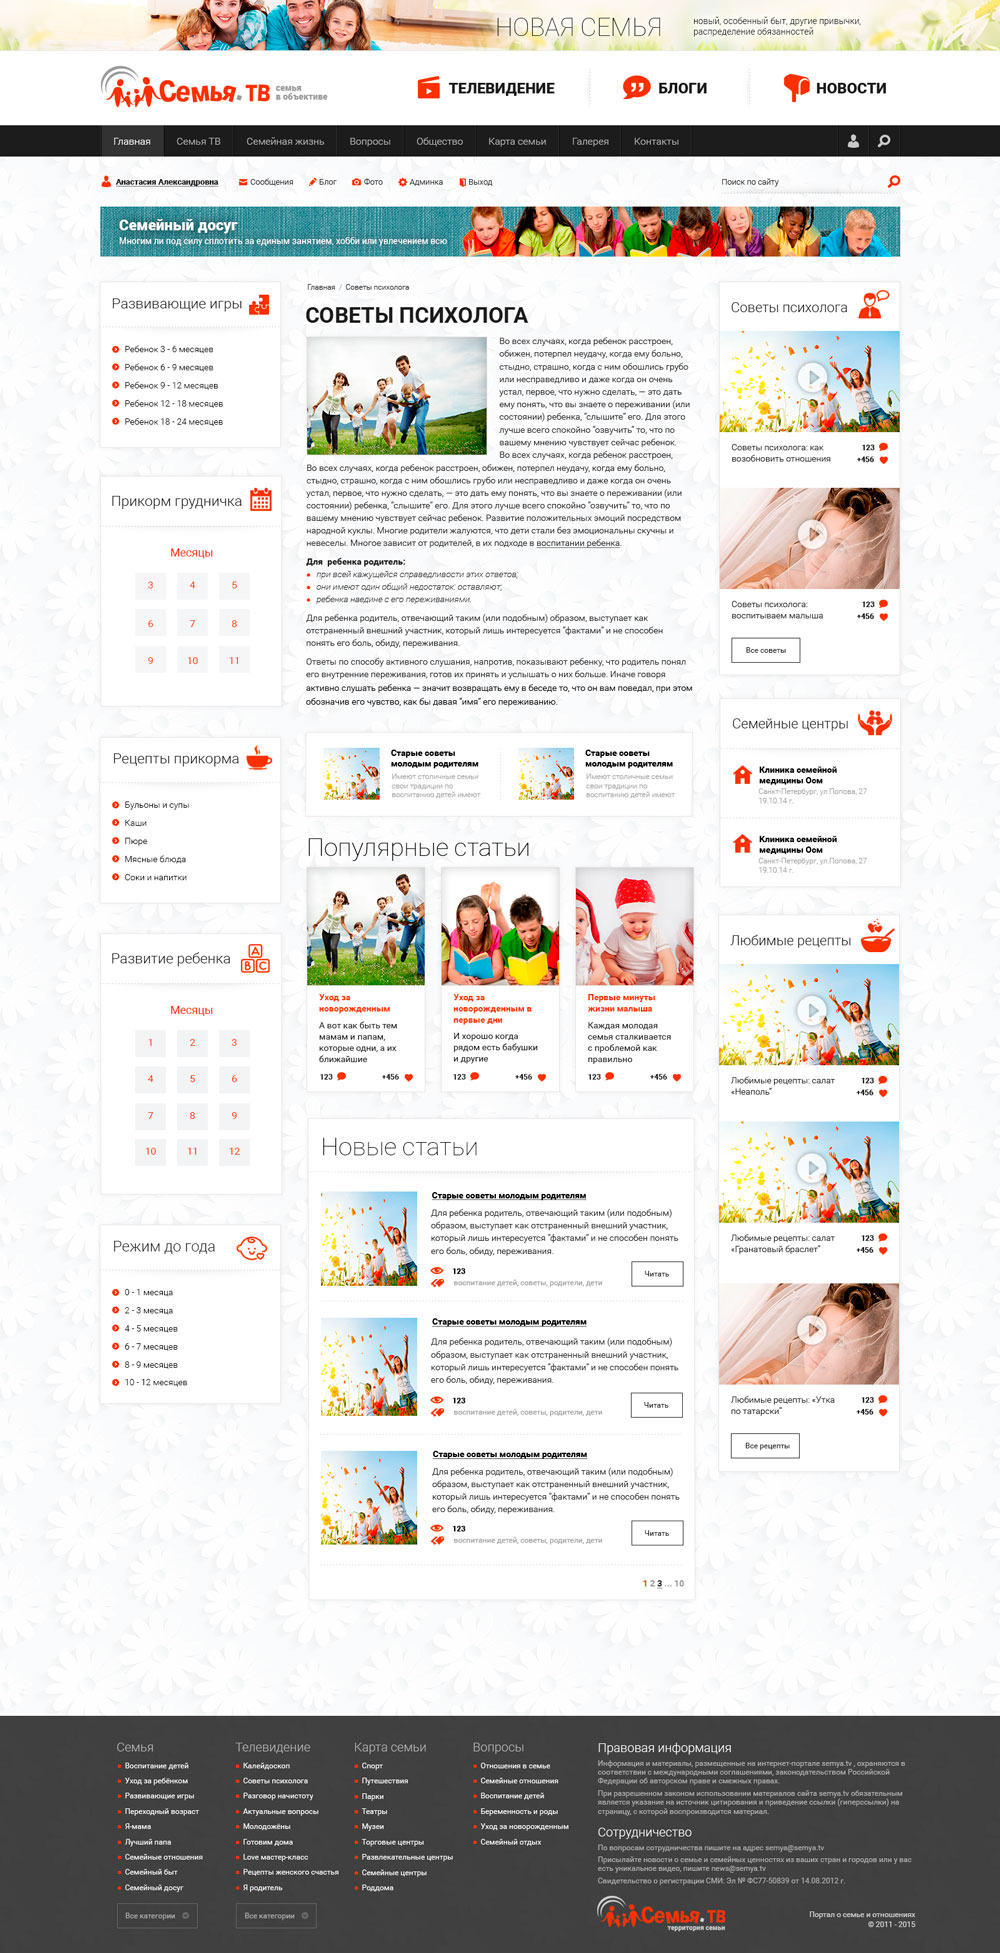 НОВАЯ СЕМЬЯ
новый, особенный быт, другие привычки,
распределение обязанностей
Семья.ТВ
семья
в объективе
ТЕЛЕВИДЕНИЕ
БЛОГИ
НОВОСТИ
Главная
Семья ТВ
Семейная жизнь
Вопросы
Общество
Карта семьи
Галерея
Контакты
Анастасия Александровна
Сообщения
Блог
Фото
Админка
Выход
Поиск по сайту
Семейный досуг
Многим ли под силу сплотить за единым занятием, хобби или увлечением всю
Развивающие игры
Ребенок 3 - 6 месяцев
Ребенок 6 - 9 месяцев
Ребенок 9 - 12 месяцев
Ребенок 12 - 18 месяцев
Ребенок 18 - 24 месяцев
Прикорм грудничка
Месяцы
3 4 5
6 7 8
9 10 11
Рецепты прикорма
Бульоны и супы
Каши
Пюре
Мясные блюда
Соки и напитки
Развитие ребенка
A
B C
Месяцы
1 2 3
4 5 6
7 8 9
10 11 12
Режим до года
0 - 1 месяца
2 - 3 месяца
4 - 5 месяцев
6 - 7 месяцев
8 - 9 месяцев
10 - 12 месяцев
Главная / Советы психолога
СОВЕТЫ ПСИХОЛОГА
Во всех случаях, когда ребенок расстроен,
обижен, потерпел неудачу, когда ему больно,
стыдно, страшно, когда с ним обошлись грубо
или несправедливо и даже когда он очень
устал, первое, что нужно сделать, — это дать
ему понять, что вы знаете о переживании (или
состоянии) ребенка, "слышите" его. Для этого
лучше всего спокойно "озвучить" то, что по
вашему мнению чувствует сейчас ребенок.
Во всех случаях, когда ребенок расстроен,
Во всех случаях, когда ребенок расстроен, обижен, потерпел неудачу, когда ему больно,
стыдно, страшно, когда с ним обошлись грубо или несправедливо и даже когда он очень
устал, первое, что нужно сделать, — это дать ему понять, что вы знаете о переживании (или
состоянии) ребенка, "слышите" его. Для этого лучше всего спокойно "озвучить" то, что по
вашему мнению чувствует сейчас ребенок. Развитие положительных эмоций посредством
народной куклы. Многие родители жалуются, что дети стали без эмоциональны скучны и
невеселы. Многое зависит от родителей, в их подходе в воспитании ребенка.
Для ребенка родитель:
при всей кажущейся справедливости этих ответов;
они имеют один общий недостаток: оставляют;
ребенка наедине с его переживаниями.
Для ребенка родитель, отвечающий таким (или подобным) образом, выступает как
отстраненный внешний участник, который лишь интересуется "фактами" и не способен
понять его боль, обиду, переживания.
Ответы по способу активного слушания, напротив, показывают ребенку, что родитель понял
его внутренние переживания, готов их принять и услышать о них больше. Иначе говоря
активно слушать ребенка — значит возвращать ему в беседе то, что он вам поведал, при этом
обозначив его чувство, как бы давая "имя" его переживанию.
Старые советы
молодым родителям
Имеют столичные семьи
свои традиции по
воспитанию детей имеют
Старые советы
молодым родителям
Имеют столичные семьи
свои традиции по
воспитанию детей имеют
Популярные статьи
Уход за
новорожденным
А вот как быть тем
мамам и папам,
которые одни, а их
ближайшие
123 +456
Уход за
новорожденным в
первые дни
И хорошо когда
рядом есть бабушки
и другие
123 +456
Первые минуты
жизни малыша
Каждая молодая
семья сталкивается
с проблемой как
правильно
123 +456
Новые статьи
Старые советы молодым родителям
Для ребенка родитель, отвечающий таким (или подобным)
образом, выступает как отстраненный внешний участник,
который лишь интересуется "фактами" и не способен понять
его боль, обиду, переживания.
123
воспитание детей, советы, родители, дети
Читать
Старые советы молодым родителям
Для ребенка родитель, отвечающий таким (или подобным)
образом, выступает как отстраненный внешний участник,
который лишь интересуется "фактами" и не способен понять
его боль, обиду, переживания.
123
воспитание детей, советы, родители, дети
Читать
Старые советы молодым родителям
Для ребенка родитель, отвечающий таким (или подобным)
образом, выступает как отстраненный внешний участник,
который лишь интересуется "фактами" и не способен понять
его боль, обиду, переживания.
123
воспитание детей, советы, родители, дети
Читать
1 2 3 ... 10
Советы психолога
Советы психолога: как
возобновить отношения
123
+456
Советы психолога:
воспитываем малыша
123
+456
Все советы
Семейные центры
Клиника семейной
медицины Осм
Санкт-Петербург, ул.Попова, 27
19.10.14 г.
Клиника семейной
медицины Осм
Санкт-Петербург, ул.Попова, 27
19.10.14 г.
Любимые рецепты
Любимые рецепты: салат
«Неаполь"
123
+456
Любимые рецепты: салат
«Гранатовый браслет"
123
+456
Любимые рецепты: «Утка
по татарски"
123
+456
Все рецепты
Семья
Воспитание детей
Уход за ребёнком
Развивающие игры
Переходный возраст
Я-мама
Лучший папа
Семейные отношения
Семейный быт
Семейный досуг
Все категории
Телевидение
Калейдоскоп
Советы психолога
Разговор начистоту
Актуальные вопросы
Молодожёны
Готовим дома
Love мастер-класс
Рецепты женского счастья
Я родитель
Все категории
Карта семьи
Спорт
Путешествия
Парки
Театры
Музеи
Торговые центры
Развлекательные центры
Семейные центры
Роддома
Вопросы
Отношения в семье
Семейные отношения
Воспитание детей
Беременность и роды
Уход за новорожденным
Семейный отдых
Правовая информация
Информация и материалы, размещенные на интернет-портале semya.tv , охраняются в
соответствии с международными соглашениями, законодательством Российской
Федерации об авторском праве и смежных правах.
При разрешенном законом использовании материалов сайта semya.tv обязательным
является указание на источник цитирования и приведение ссылки (гиперссылки) на
страницу, с которой воспроизводится материал.
Сотрудничество
По вопросам сотрудничества пишите на адрес semya@semya.tv
Присылайте новости о семье и семейных ценностях из ваших стран и городов или у вас
есть уникальное видео, пишите news@semya.tv
Свидетельство о регистрации СМИ: Эл № ФС77-50839 от 14.08.2012 г.
Семья.ТВ
территория семьи
Портал о семье и отношениях
© 2011 - 2015